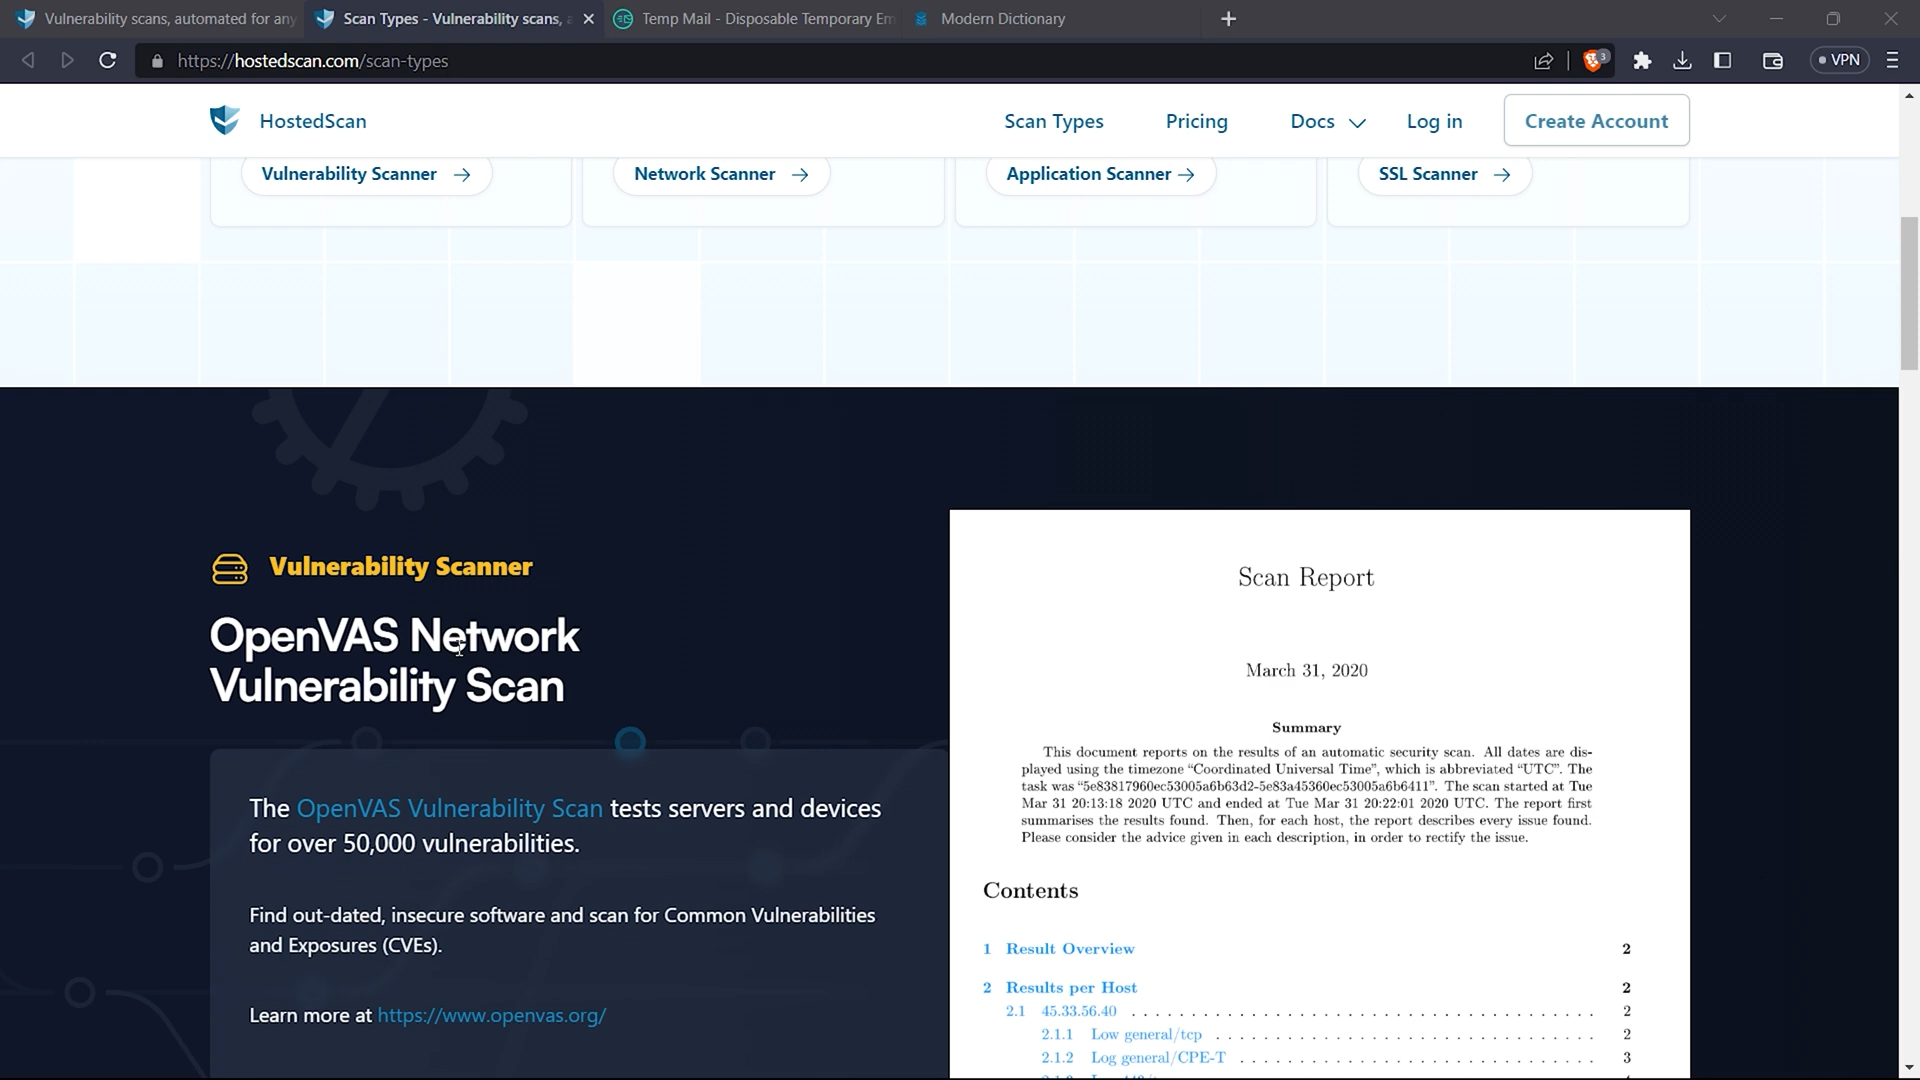 Vulnerability scans, automated for any
Scan Types - Vulnerability scans, a
Temp Mail - Disposable Temporary Em
Modern Dictionary
https://hostedscan.com/scan-types
3
VPN
HostedScan
Scan Types
Pricing
Docs
Log in
Create Account
Vulnerability Scanner →
Network Scanner →
Application Scanner →
SSL Scanner →
Vulnerability Scanner
OpenVAS Network
Vulnerability Scan
The OpenVAS Vulnerability Scan tests servers and devices
for over 50,000 vulnerabilities.
Find out-dated, insecure software and scan for Common Vulnerabilities
and Exposures (CVEs).
Learn more at https://www.openvas.org/
Scan Report
March 31, 2020
Summary
This document reports on the results of an automatic security scan. All dates are dis-
played using the timezone “Coordinated Universal Time”, which is abbreviated “UTC”. The
task was “5e83817960ec53005a6b63d2-5e83a45360ec53005a6b6411”. The scan started at Tue
Mar 31 20:13:18 2020 UTC and ended at Tue Mar 31 20:22:01 2020 UTC. The report first
summarises the results found. Then, for each host, the report describes every issue found.
Please consider the advice given in each description, in order to rectify the issue.
Contents
1 Result Overview 2
2 Results per Host 2
2.1 45.33.56.40 . . . . . . . . . . . . . . . . . . . . . . . . . . . . . . . . . . . . . . 2
2.1.1 Low general/tcp . . . . . . . . . . . . . . . . . . . . . . . . . . . . . . . 2
2.1.2 Log general/CPE-T . . . . . . . . . . . . . . . . . . . . . . . . . . . . . 3